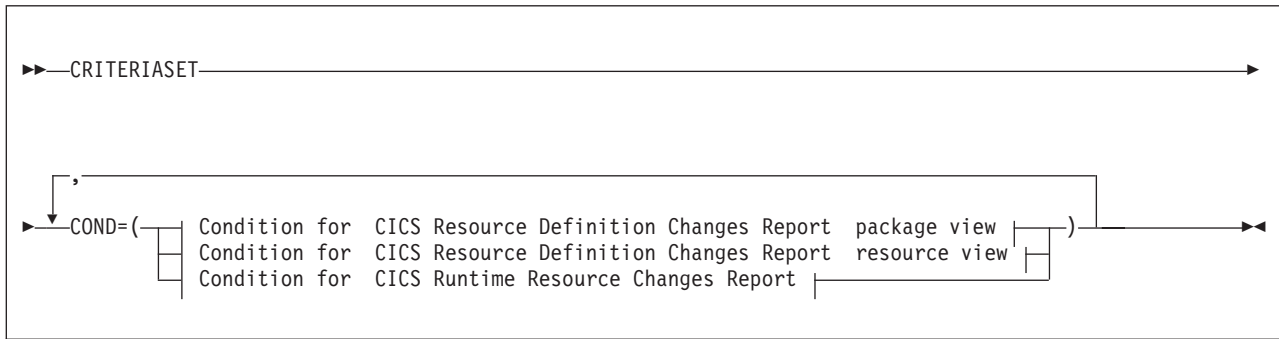 CRITERIASET
,
COND=( Condition for CICS Resource Definition Changes Report package view )
Condition for CICS Resource Definition Changes Report resource view
Condition for CICS Runtime Resource Changes Report